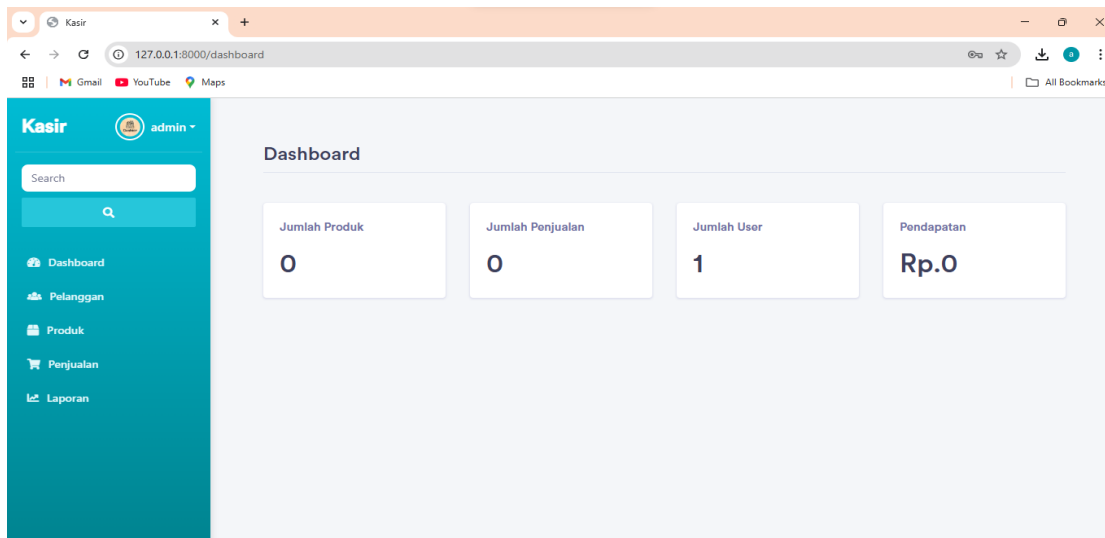 Kasir
127.0.0.1:8000/dashboard
a
Gmail YouTube Maps
All Bookmarks
Kasir admin
Search
Dashboard
Pelanggan
Produk
Penjualan
Laporan
Dashboard
Jumlah Produk
0
Jumlah Penjualan
0
Jumlah User
1
Pendapatan
Rp.0